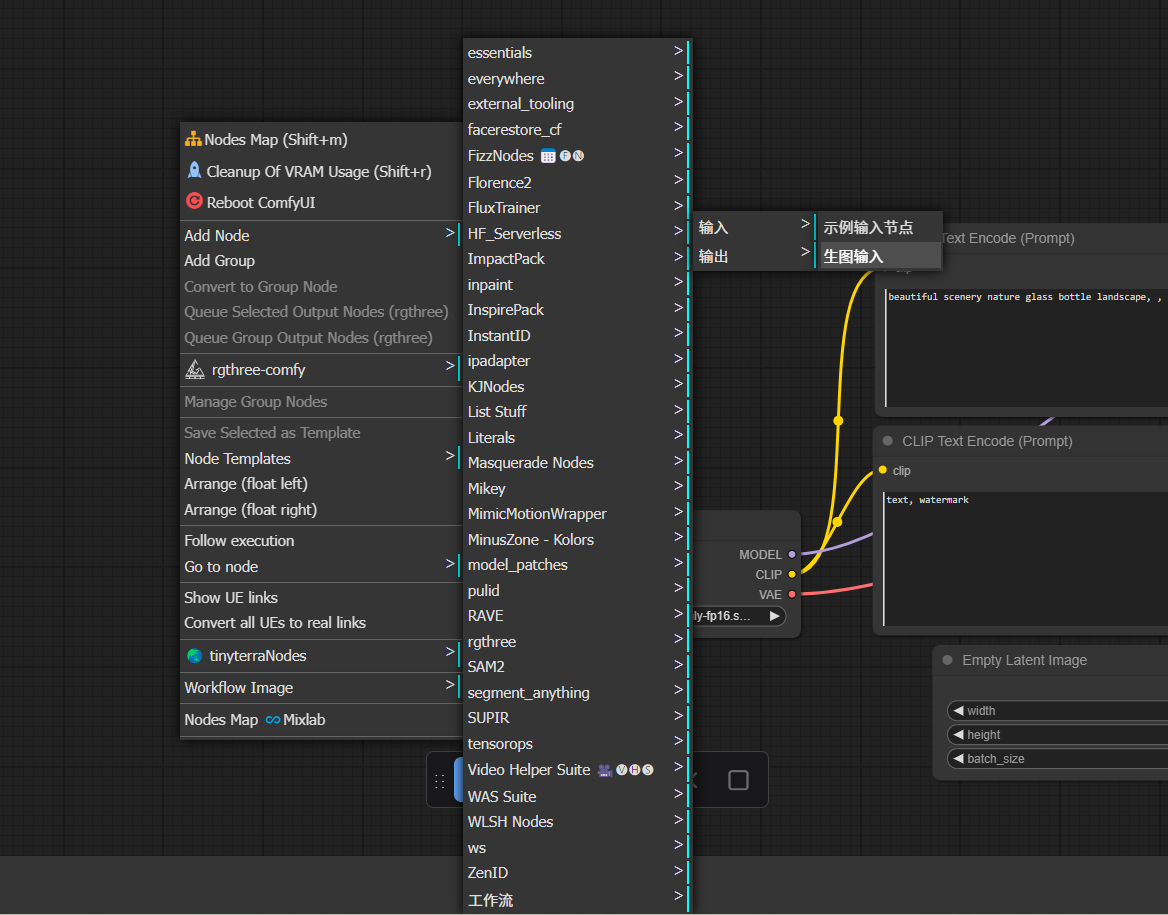 Nodes Map (Shift+m)
Cleanup Of VRAM Usage (Shift+r)
Reboot ComfyUI
Add Node
Add Group
Convert to Group Node
Queue Selected Output Nodes (rgthree)
Queue Group Output Nodes (rgthree)
rgthree-comfy
Manage Group Nodes
Save Selected as Template
Node Templates
Arrange (float left)
Arrange (float right)
Follow execution
Go to node
Show UE links
Convert all UEs to real links
tinyterraNodes
Workflow Image
Nodes Map ∞ Mixlab
essentials
everywhere
external_tooling
facerestore_cf
FizzNodes 📅🅕🅝
Florence2
FluxTrainer
HF_Serverless
ImpactPack
inpaint
InspirePack
InstantID
ipadapter
KJNodes
List Stuff
Literals
Masquerade Nodes
Mikey
MimicMotionWrapper
MinusZone - Kolors
model_patches
pulid
RAVE
rgthree
SAM2
segment_anything
SUPIR
tensorops
Video Helper Suite 🎥🅥🅗🅢
WAS Suite
WLSH Nodes
ws
ZenID
工作流
输入
输出
示例输入节点
生图输入
Text Encode (Prompt)
beautiful scenery nature glass bottle landscape, ,
CLIP Text Encode (Prompt)
clip
text, watermark
MODEL
CLIP
VAE
ly-fp16.s...
Empty Latent Image
width
height
batch_size